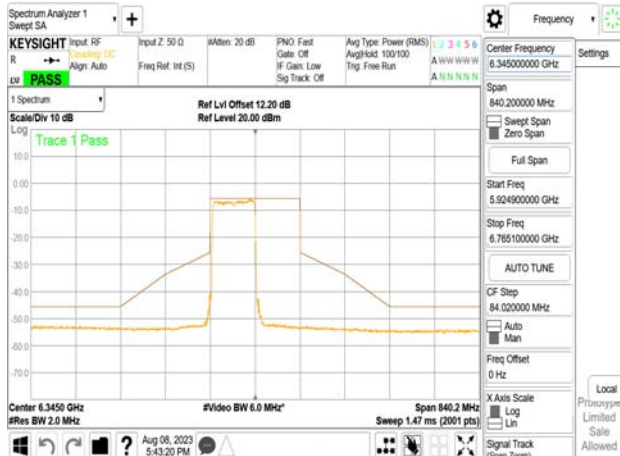 Spectrum Analyzer 1
Swept SA
+
Frequency
KEYSIGHT
R
LV PASS
Input: RF
Coupling: DC
Align: Auto
Input Z: 50 Ω
Freq Ref: Int (S)
#Atten: 20 dB
PNO: Fast
Gate: Off
IF Gain: Low
Sig Track: Off
Avg Type: Power (RMS)
Avg|Hold: 100/100
Trig: Free Run
1 2 3 4 5 6
A W W W W W
A N N N N N
1 Spectrum
Scale/Div 10 dB
Log
Ref Lvl Offset 12.20 dB
Ref Level 20.00 dBm
Trace 1 Pass
10.0
0.00
-10.0
-20.0
-30.0
-40.0
-50.0
-60.0
-70.0
Center 6.3450 GHz
#Res BW 2.0 MHz
#Video BW 6.0 MHz*
Span 840.2 MHz
Sweep 1.47 ms (2001 pts)
?
Aug 08, 2023
5:43:20 PM
Center Frequency
6.345000000 GHz
Span
840.200000 MHz
Swept Span
Zero Span
Full Span
Start Freq
5.924900000 GHz
Stop Freq
6.765100000 GHz
AUTO TUNE
CF Step
84.020000 MHz
Auto
Man
Freq Offset
0 Hz
X Axis Scale
Log
Lin
Signal Track
(Span Zoom)
Settings
Local
Prototype
Limited
Sale
Allowed